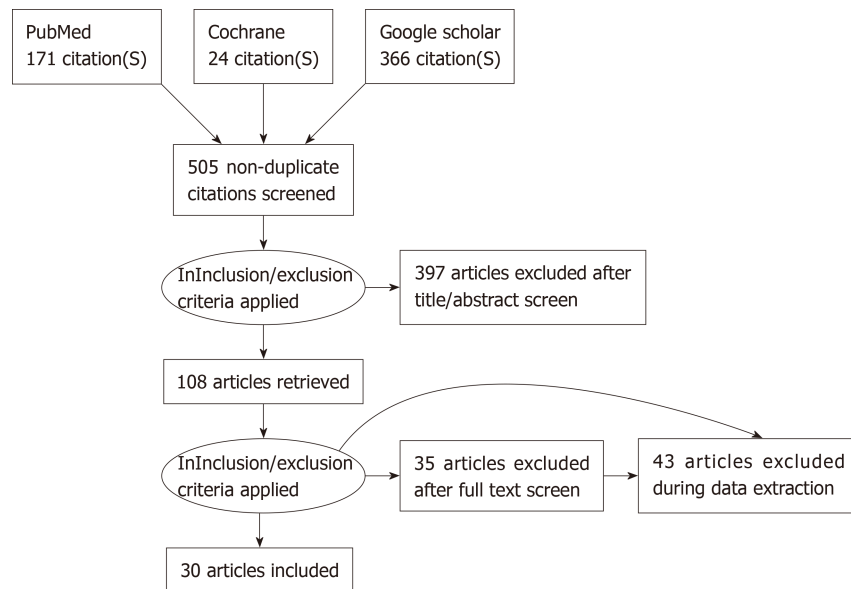 PubMed
171 citation(S)
Cochrane
24 citation(S)
Google scholar
366 citation(S)
505 non-duplicate
citations screened
InInclusion/exclusion
criteria applied
397 articles excluded after
title/abstract screen
108 articles retrieved
InInclusion/exclusion
criteria applied
35 articles excluded
after full text screen
43 articles excluded
during data extraction
30 articles included